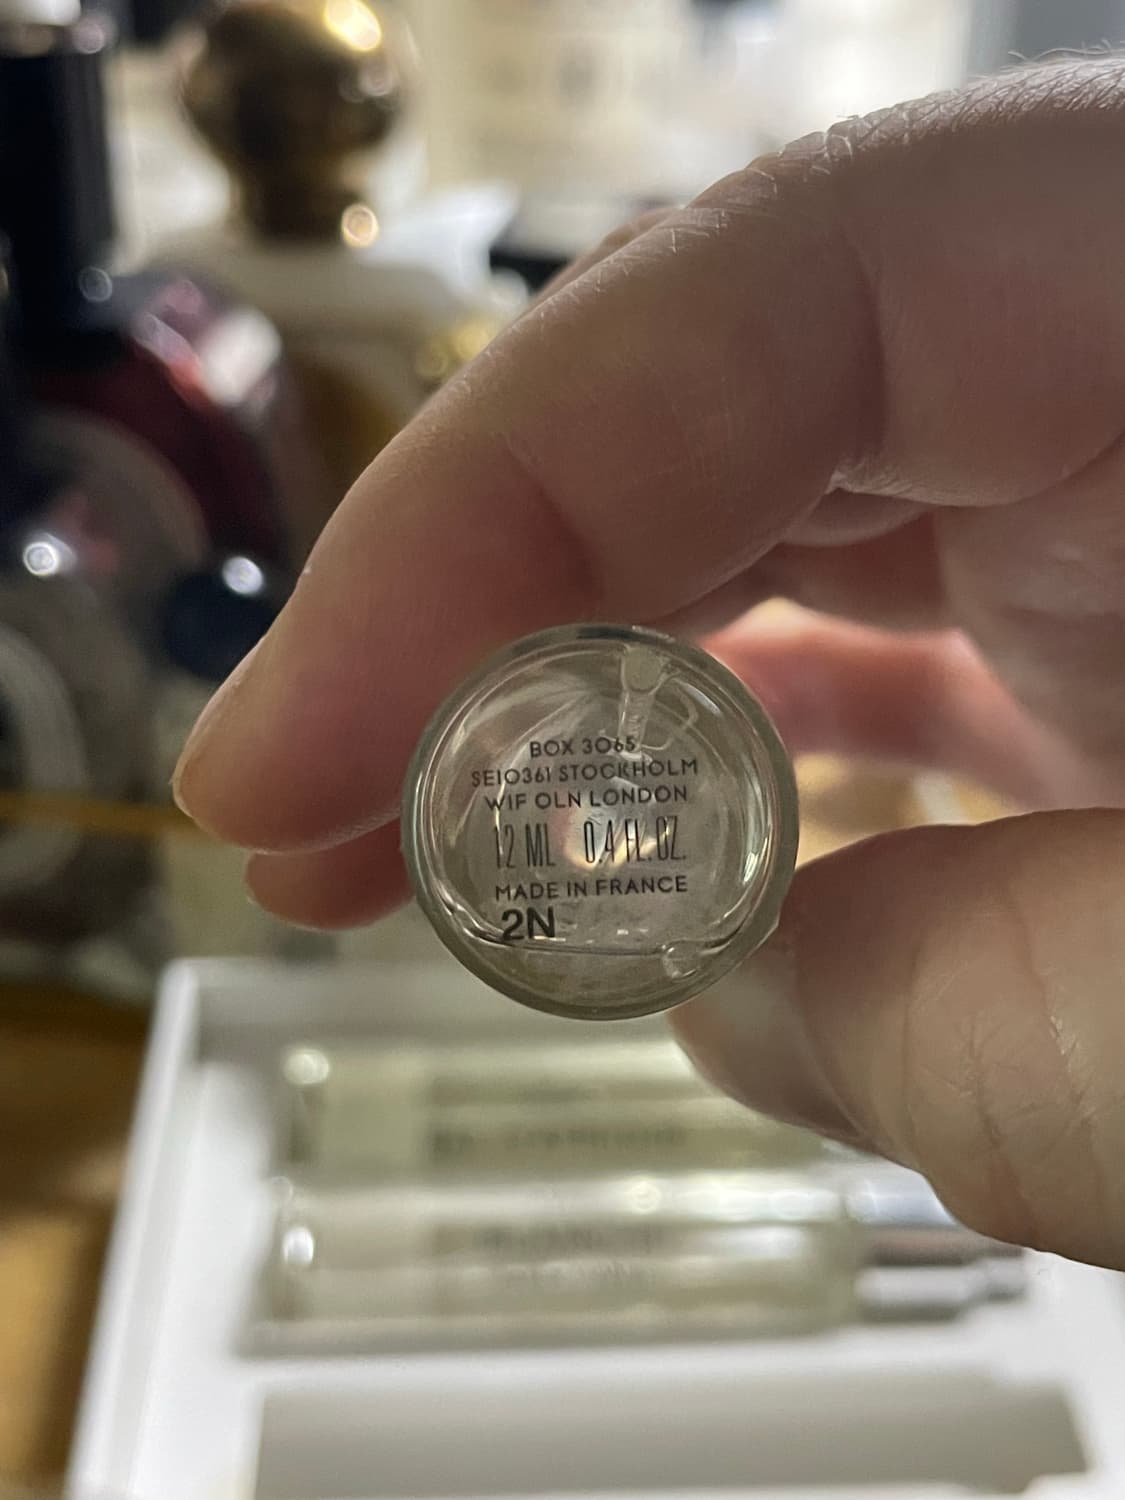 BOX 3065
SE10361 STOCKHOLM
W1F OLN LONDON
12 ML 0.4 FL.OZ.
MADE IN FRANCE
2N